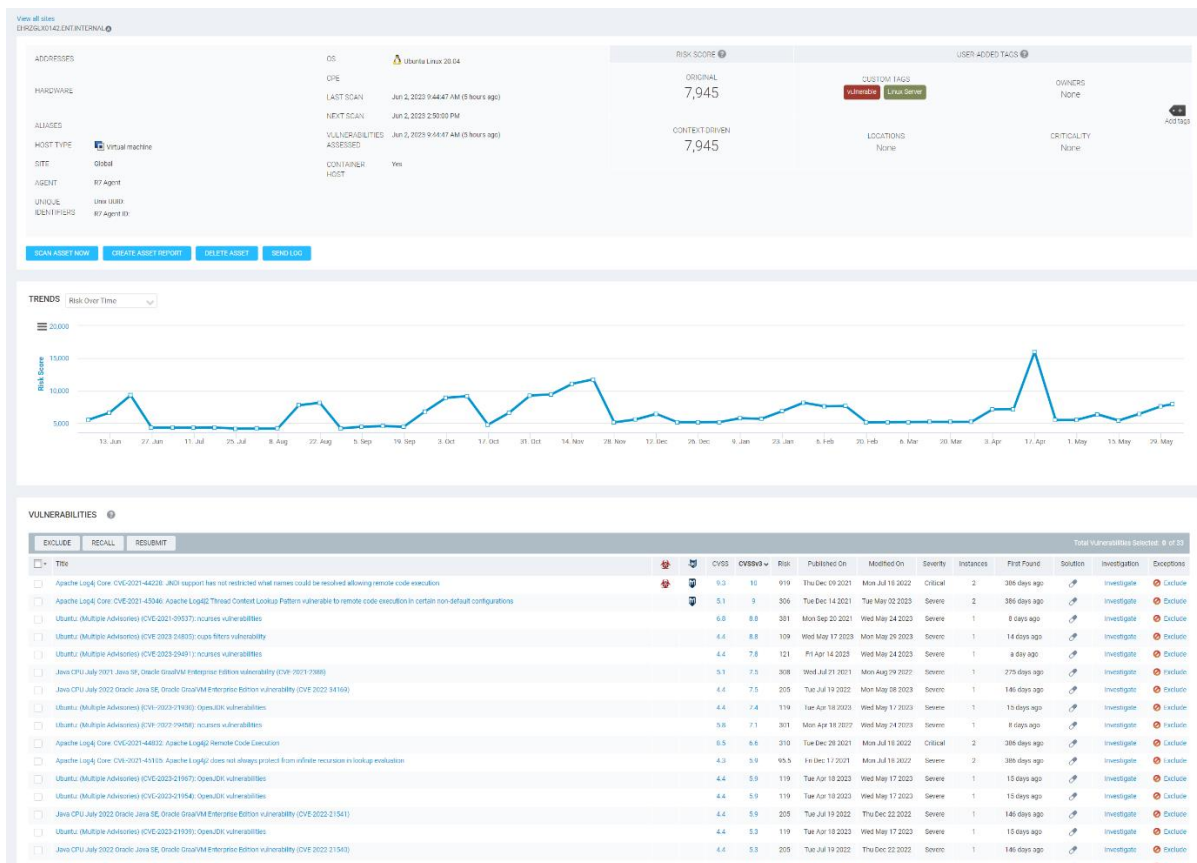 View all sites
ADDRESSES
HARDWARE
ALIASES
HOST TYPE Virtual machine
SITE Global
AGENT R7 Agent
UNIQUE IDENTIFIERS
Unix UUID:
R7 Agent ID:
OS Ubuntu Linux 20.04
CPE
LAST SCAN Jun 2, 2023 9:44:47 AM (5 hours ago)
NEXT SCAN Jun 2, 2023 2:50:00 PM
VULNERABILITIES ASSESSED Jun 2, 2023 9:44:47 AM (5 hours ago)
CONTAINER HOST Yes
RISK SCORE
ORIGINAL
7,945
CONTEXT-DRIVEN
7,945
USER-ADDED TAGS
CUSTOM TAGS
vulnerable Linux Server
OWNERS
None
LOCATIONS
None
CRITICALITY
None
Add tags
SCAN ASSET NOW CREATE ASSET REPORT DELETE ASSET SEND LOG
TRENDS Risk Over Time
20,000
15,000
10,000
5,000
Risk Score
13. Jun 27. Jun 11. Jul 25. Jul 8. Aug 22. Aug 5. Sep 19. Sep 3. Oct 17. Oct 31. Oct 14. Nov 28. Nov 12. Dec 26. Dec 9. Jan 23. Jan 6. Feb 20. Feb 6. Mar 20. Mar 3. Apr 17. Apr 1. May 15. May 29. May
VULNERABILITIES
EXCLUDE RECALL RESUBMIT Total Vulnerabilities Selected: 0 of 33
Title CVSS CVSSv3 Risk Published On Modified On Severity Instances First Found Solution Investigation Exceptions
Apache Log4j Core: CVE-2021-44228: JNDI support has not restricted what names could be resolved allowing remote code execution 9.3 10 919 Thu Dec 09 2021 Mon Jul 18 2022 Critical 2 386 days ago Investigate Exclude
Apache Log4j Core: CVE-2021-45046: Apache Log4j2 Thread Context Lookup Pattern vulnerable to remote code execution in certain non-default configurations 5.1 9 306 Tue Dec 14 2021 Tue May 02 2023 Severe 2 386 days ago Investigate Exclude
Ubuntu: (Multiple Advisories) (CVE-2021-39537): ncurses vulnerabilities 6.8 8.8 381 Mon Sep 20 2021 Wed May 24 2023 Severe 1 8 days ago Investigate Exclude
Ubuntu: (Multiple Advisories) (CVE-2023-24805): cups-filters vulnerability 4.4 8.8 109 Wed May 17 2023 Mon May 29 2023 Severe 1 14 days ago Investigate Exclude
Ubuntu: (Multiple Advisories) (CVE-2023-29491): ncurses vulnerabilities 4.4 7.8 121 Fri Apr 14 2023 Wed May 24 2023 Severe 1 a day ago Investigate Exclude
Java CPU July 2021 Java SE, Oracle GraalVM Enterprise Edition vulnerability (CVE-2021-2388) 5.1 7.5 308 Wed Jul 21 2021 Mon Aug 29 2022 Severe 1 275 days ago Investigate Exclude
Java CPU July 2022 Oracle Java SE, Oracle GraalVM Enterprise Edition vulnerability (CVE-2022-34169) 4.4 7.5 205 Tue Jul 19 2022 Mon May 08 2023 Severe 1 146 days ago Investigate Exclude
Ubuntu: (Multiple Advisories) (CVE-2023-21930): OpenJDK vulnerabilities 4.4 7.4 119 Tue Apr 18 2023 Wed May 17 2023 Severe 1 15 days ago Investigate Exclude
Ubuntu: (Multiple Advisories) (CVE-2022-29458): ncurses vulnerabilities 5.8 7.1 301 Mon Apr 18 2022 Wed May 24 2023 Severe 1 8 days ago Investigate Exclude
Apache Log4j Core: CVE-2021-44832: Apache Log4j2 Remote Code Execution 8.5 6.6 310 Tue Dec 28 2021 Mon Jul 18 2022 Critical 2 386 days ago Investigate Exclude
Apache Log4j Core: CVE-2021-45105: Apache Log4j2 does not always protect from infinite recursion in lookup evaluation 4.3 5.9 95.5 Fri Dec 17 2021 Mon Jul 18 2022 Severe 2 386 days ago Investigate Exclude
Ubuntu: (Multiple Advisories) (CVE-2023-21967): OpenJDK vulnerabilities 4.4 5.9 119 Tue Apr 18 2023 Wed May 17 2023 Severe 1 15 days ago Investigate Exclude
Ubuntu: (Multiple Advisories) (CVE-2023-21954): OpenJDK vulnerabilities 4.4 5.9 119 Tue Apr 18 2023 Wed May 17 2023 Severe 1 15 days ago Investigate Exclude
Java CPU July 2022 Oracle Java SE, Oracle GraalVM Enterprise Edition vulnerability (CVE-2022-21541) 4.4 5.9 205 Tue Jul 19 2022 Thu Dec 22 2022 Severe 1 146 days ago Investigate Exclude
Ubuntu: (Multiple Advisories) (CVE-2023-21939): OpenJDK vulnerabilities 4.4 5.3 119 Tue Apr 18 2023 Wed May 17 2023 Severe 1 15 days ago Investigate Exclude
Java CPU July 2022 Oracle Java SE, Oracle GraalVM Enterprise Edition vulnerability (CVE-2022-21540) 4.4 5.3 205 Tue Jul 19 2022 Thu Dec 22 2022 Severe 1 146 days ago Investigate Exclude